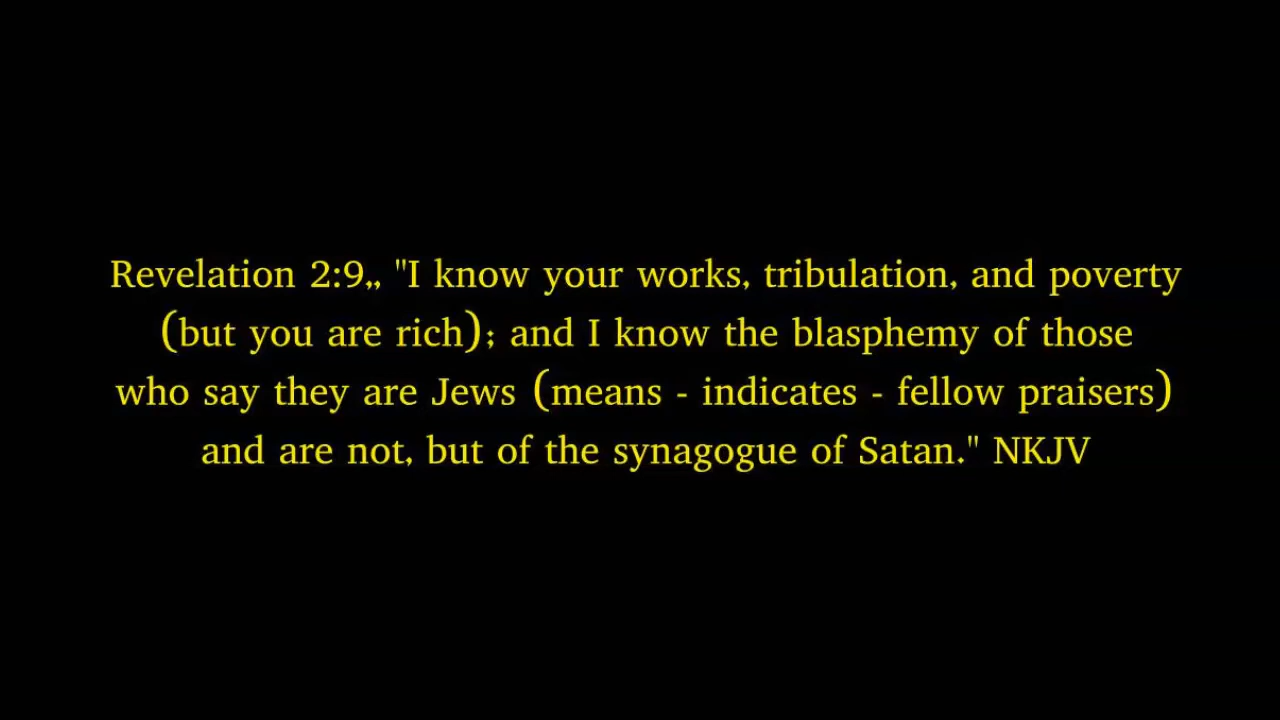 Revelation 2:9,, "I know your works, tribulation, and poverty
(but you are rich); and I know the blasphemy of those
who say they are Jews (means - indicates - fellow praisers)
and are not, but of the synagogue of Satan." NKJV